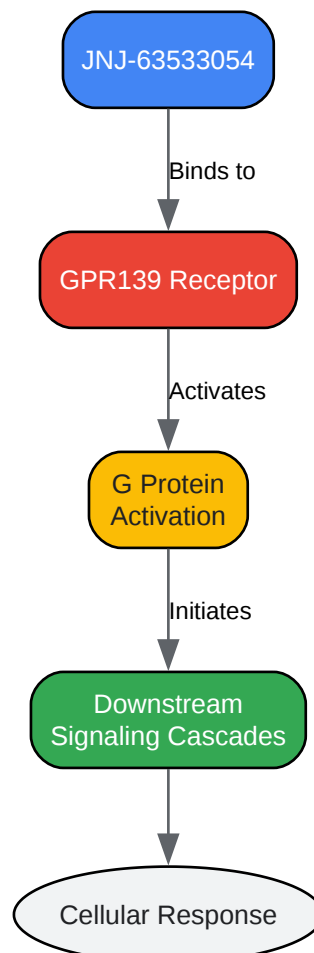 JNJ-63533054
Binds to
GPR139 Receptor
Activates
G Protein
Activation
Initiates
Downstream
Signaling Cascades
Cellular Response